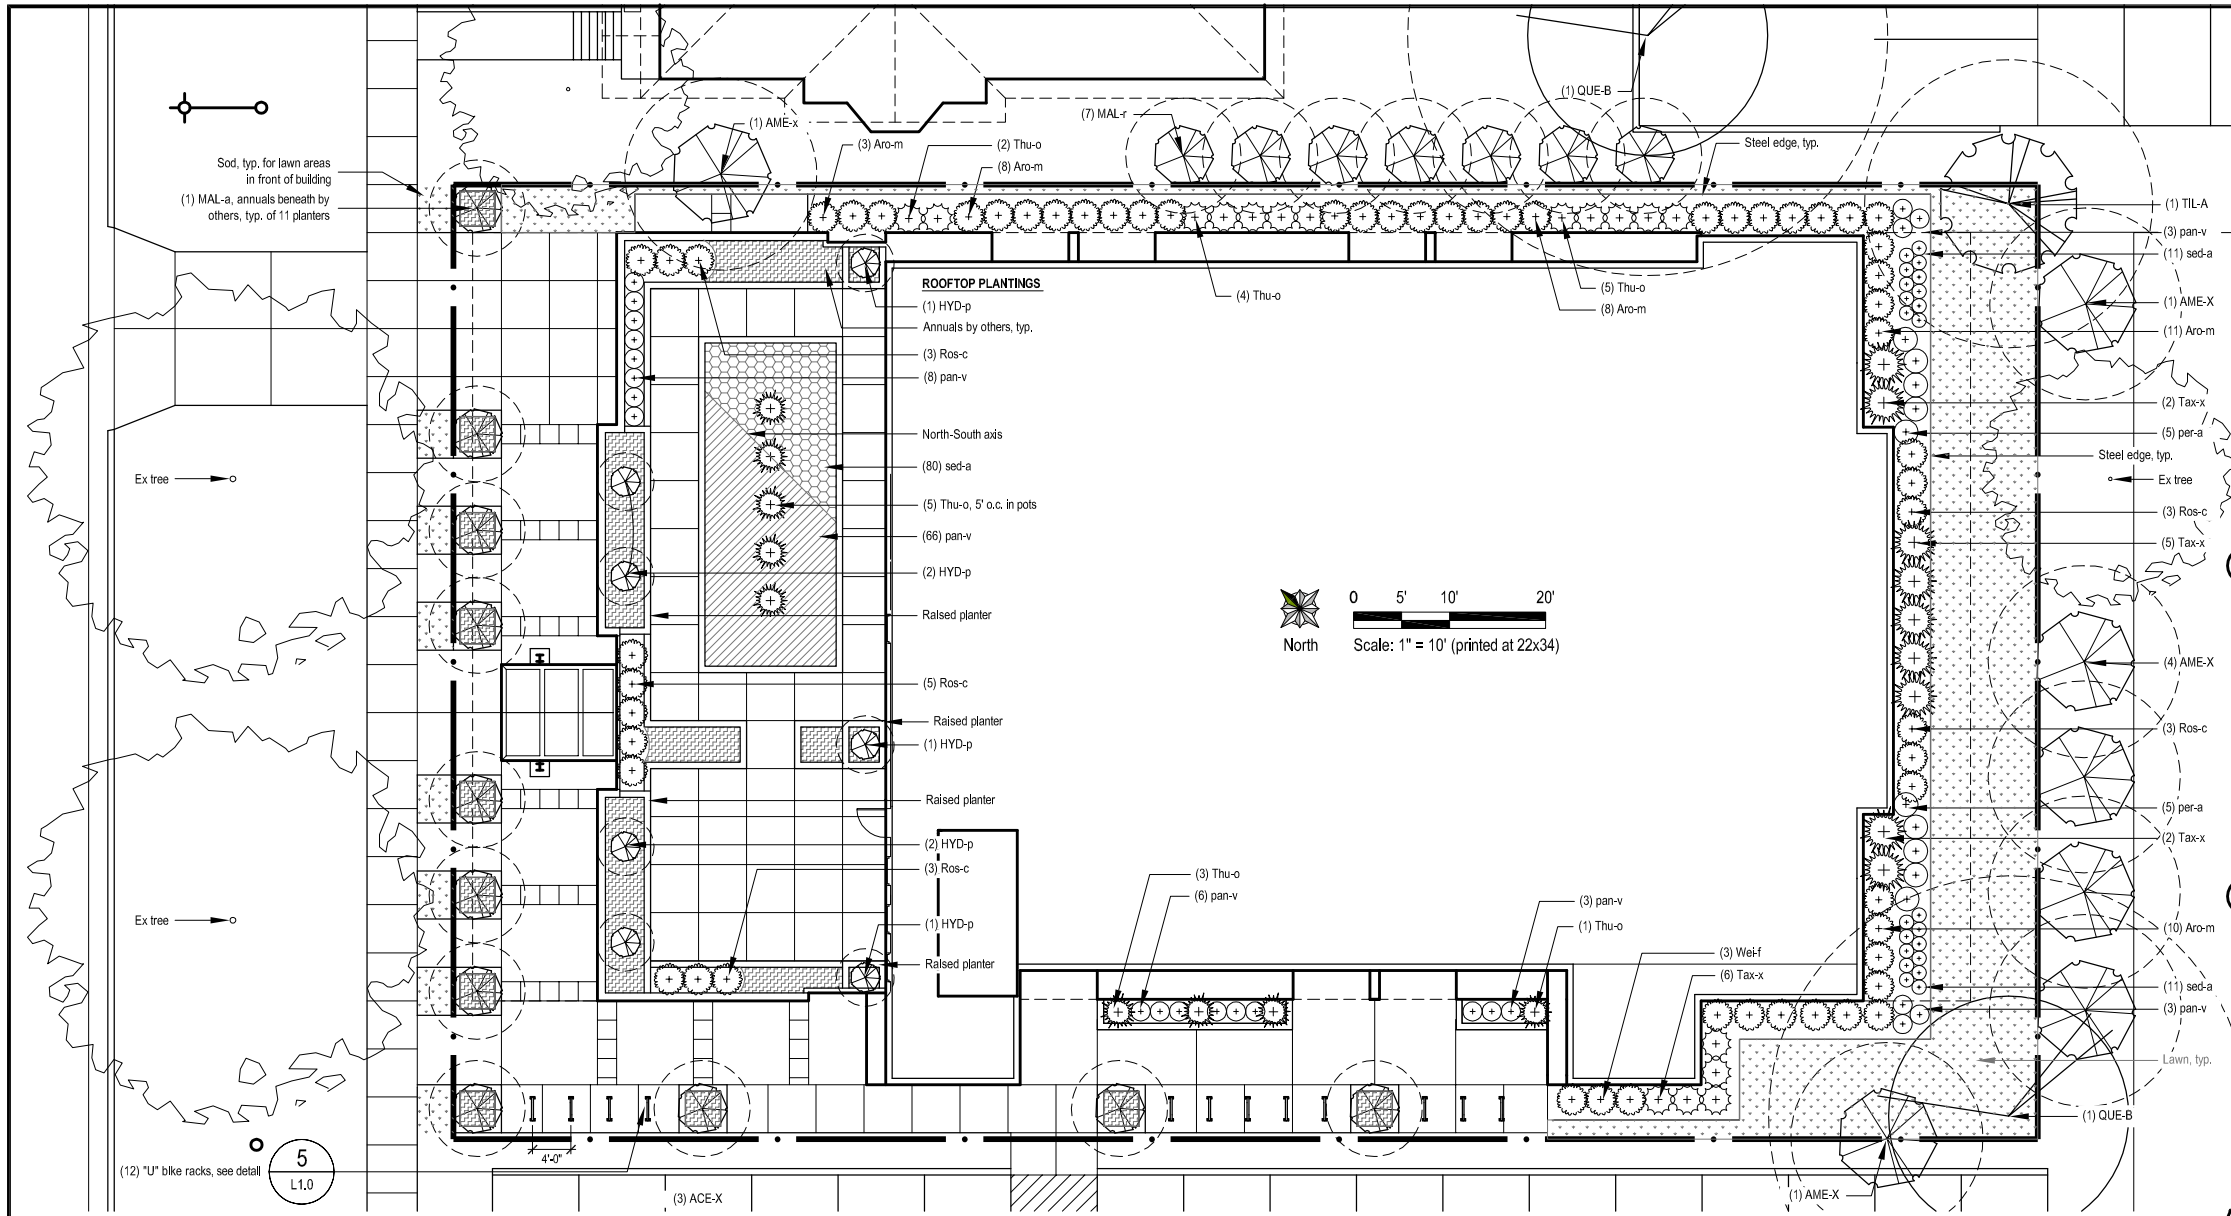 (1) QUE-B
(7) MAL-r
(1) AME-x
(3) Aro-m
(2) Thu-o
(8) Aro-m
Steel edge, typ.
Sod, typ. for lawn areas
in front of building
(1) MAL-a, annuals beneath by
others, typ. of 11 planters
(1) TIL-A
(3) pan-v
(11) sed-a
ROOFTOP PLANTINGS
(1) HYD-p
Annuals by others, typ.
(3) Ros-c
(8) pan-v
(4) Thu-o
(5) Thu-o
(8) Aro-m
(1) AME-X
(11) Aro-m
(2) Tax-x
North-South axis
(80) sed-a
(5) Thu-o, 5' o.c. in pots
(66) pan-v
(2) HYD-p
Raised planter
(5) per-a
Steel edge, typ.
Ex tree
Ex tree
(3) Ros-c
(5) Tax-x
0 5' 10' 20'
North
Scale: 1" = 10' (printed at 22x34)
(4) AME-X
(5) Ros-c
Raised planter
(1) HYD-p
(3) Ros-c
Raised planter
(5) per-a
(2) Tax-x
(2) HYD-p
(3) Ros-c
(3) Thu-o
(6) pan-v
(3) pan-v
(1) Thu-o
Ex tree
(1) HYD-p
Raised planter
(3) Wei-f
(6) Tax-x
(10) Aro-m
(11) sed-a
(3) pan-v
Lawn, typ.
(1) QUE-B
4'-0"
(12) "U" bike racks, see detail
5
L1.0
(3) ACE-X
(1) AME-X